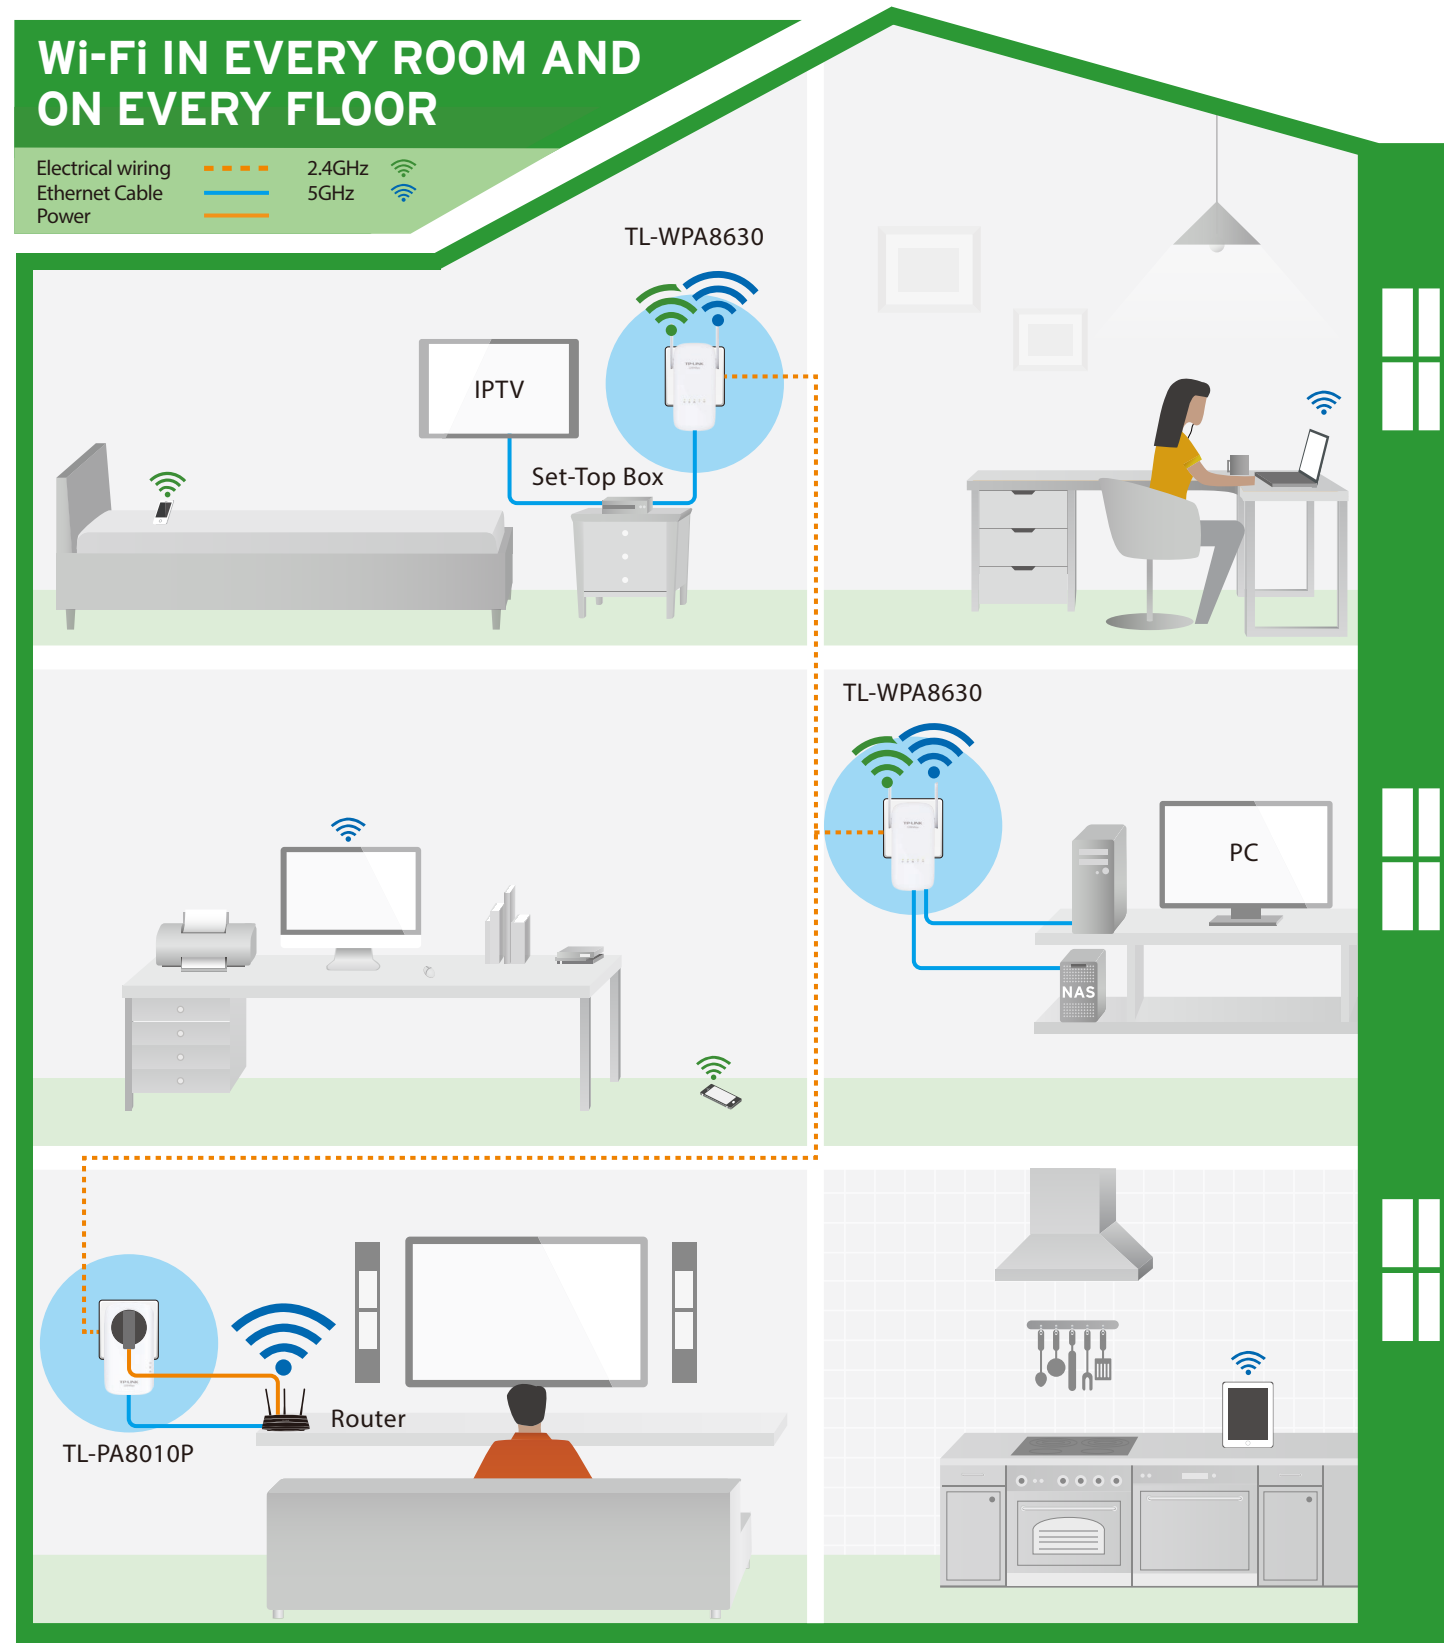 Wi-Fi IN EVERY ROOM AND
ON EVERY FLOOR
Electrical wiring
2.4GHz
Ethernet Cable
5GHz
Power
TL-WPA8630
IPTV
Set-Top Box
TL-WPA8630
PC
NAS
Router
TL-PA8010P